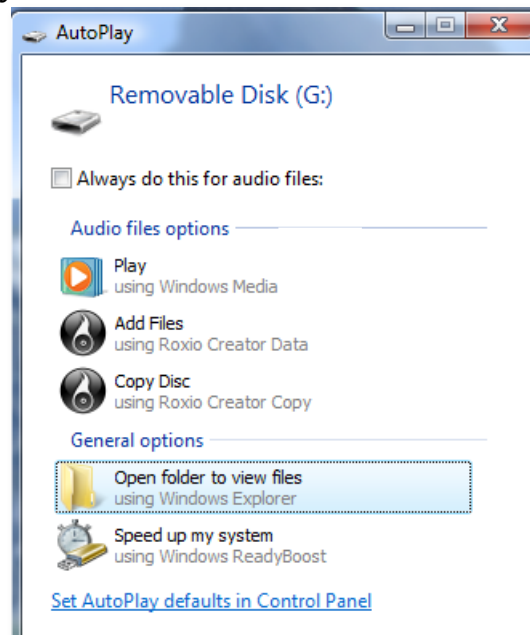 AutoPlay
Removable Disk (G:)
Always do this for audio files:
Audio files options
Play
using Windows Media
Add Files
using Roxio Creator Data
Copy Disc
using Roxio Creator Copy
General options
Open folder to view files
using Windows Explorer
Speed up my system
using Windows ReadyBoost
Set AutoPlay defaults in Control Panel